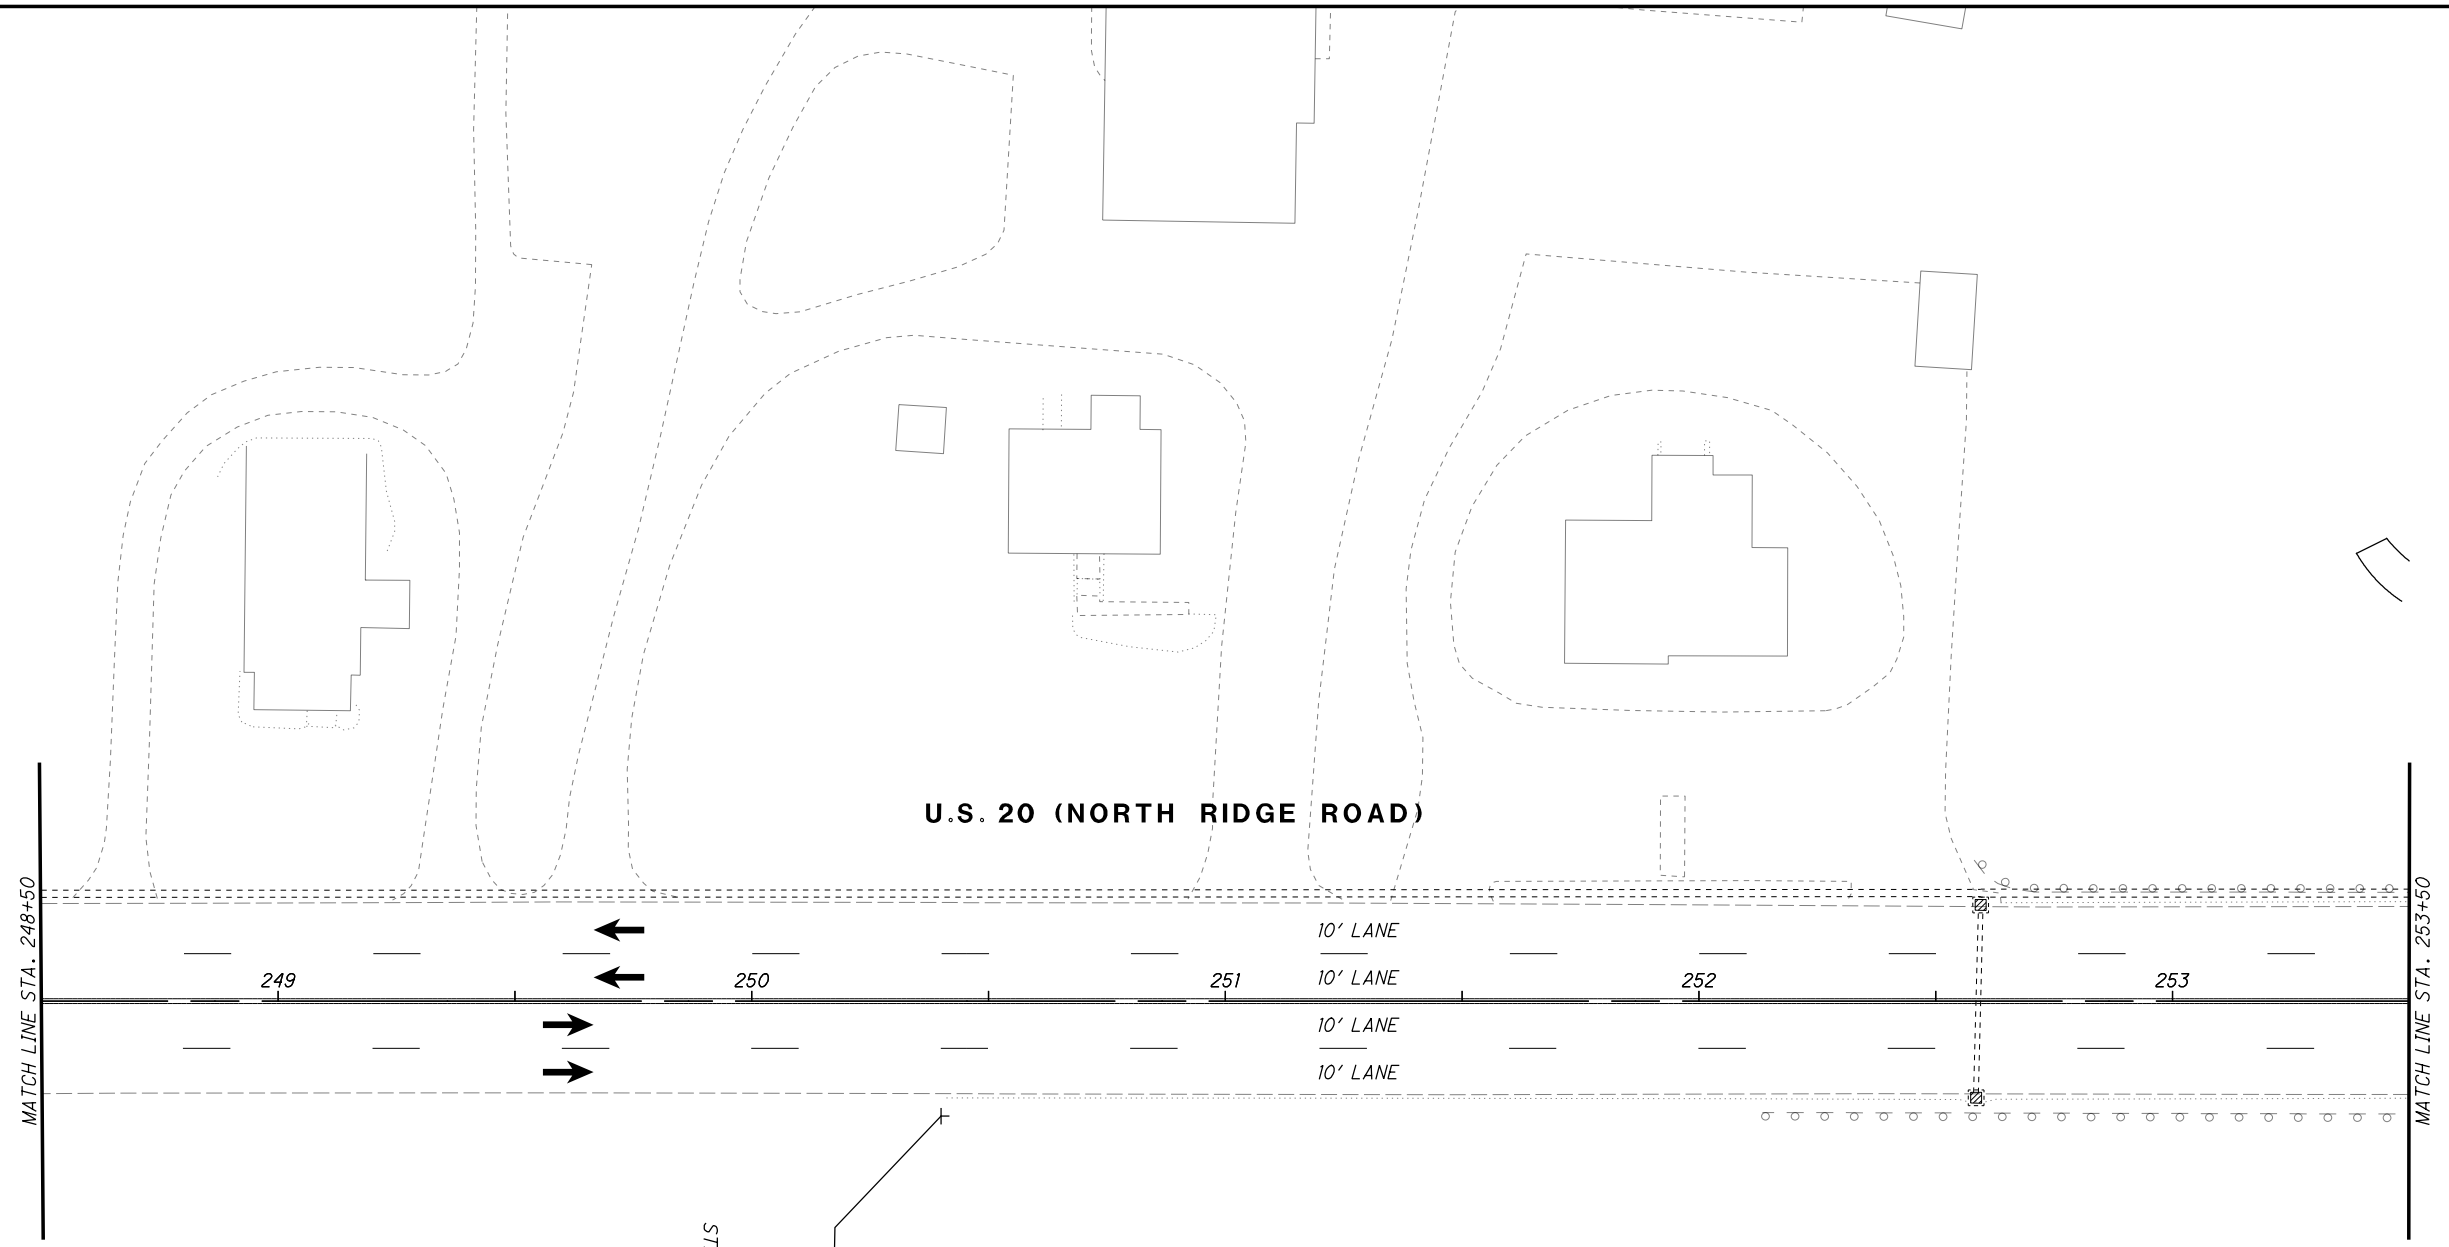 U.S. 20 (NORTH RIDGE ROAD)
MATCH LINE STA. 248+50
MATCH LINE STA. 253+50
10' LANE
249 250 251 252 253
10' LANE
10' LANE
10' LANE